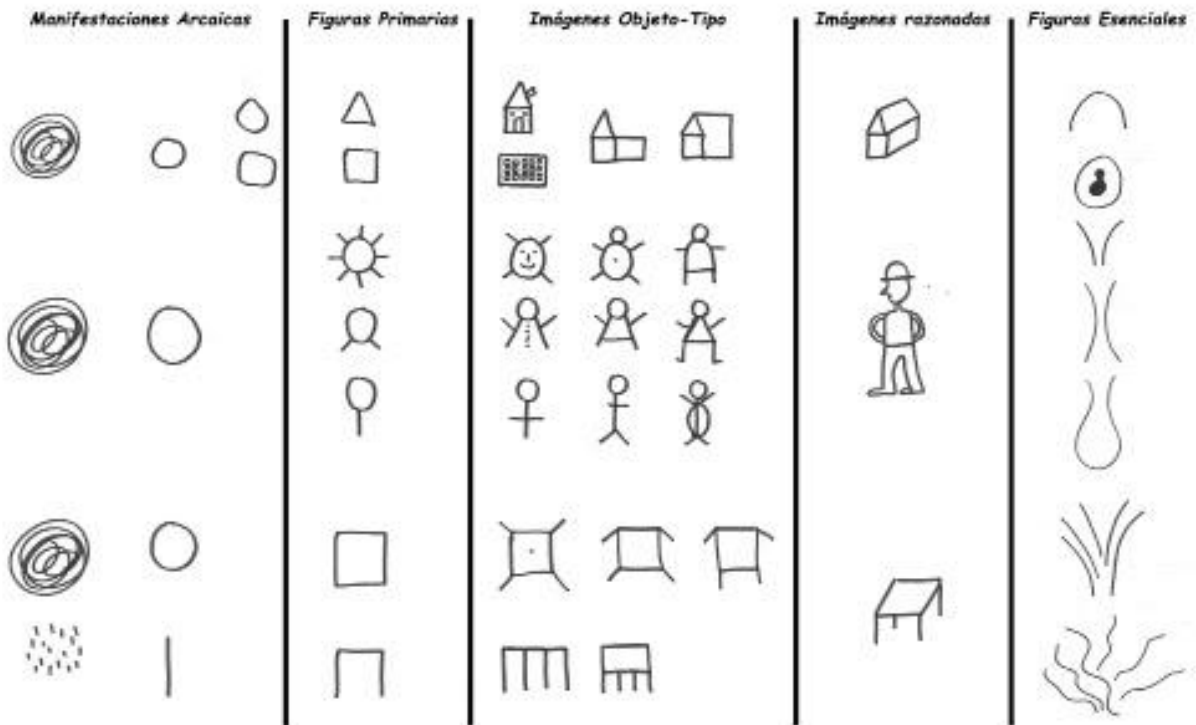 Manifestaciones Arcaicas
Figuras Primarias
Imágenes Objeto-Tipo
Imágenes razonadas
Figuras Esenciales